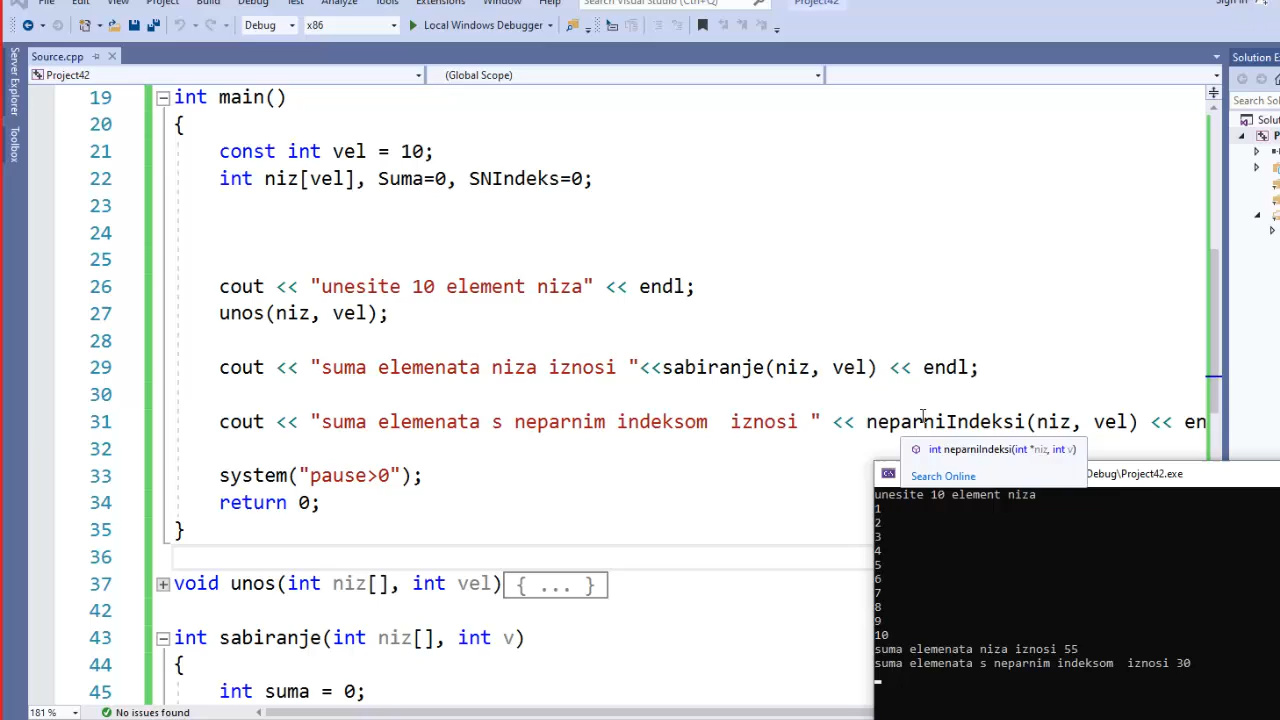 File Edit View Project Build Debug Test Analyze Tools Extensions Window Help Search Visual Studio (Ctrl+Q) Project42 Sign in
Debug x86 Local Windows Debugger
Source.cpp
Project42 (Global Scope)
Server Explorer
Toolbox
19 int main()
20 {
21 const int vel = 10;
22 int niz[vel], Suma=0, SNIndeks=0;
23
24
25
26 cout << "unesite 10 element niza" << endl;
27 unos(niz, vel);
28
29 cout << "suma elemenata niza iznosi "<<sabiranje(niz, vel) << endl;
30
31 cout << "suma elemenata s neparnim indeksom  iznosi " << neparniIndeksi(niz, vel) << en
32
33 system("pause>0");
34 return 0;
35 }
36
37 void unos(int niz[], int vel){ ... }
42
43 int sabiranje(int niz[], int v)
44 {
45 int suma = 0;
int neparniIndeksi(int *niz, int v)
Search Online
Debug\Project42.exe
unesite 10 element niza
1
2
3
4
5
6
7
8
9
10
suma elemenata niza iznosi 55
suma elemenata s neparnim indeksom  iznosi 30
Solution E
Search Sol
Solut
P
181 % No issues found